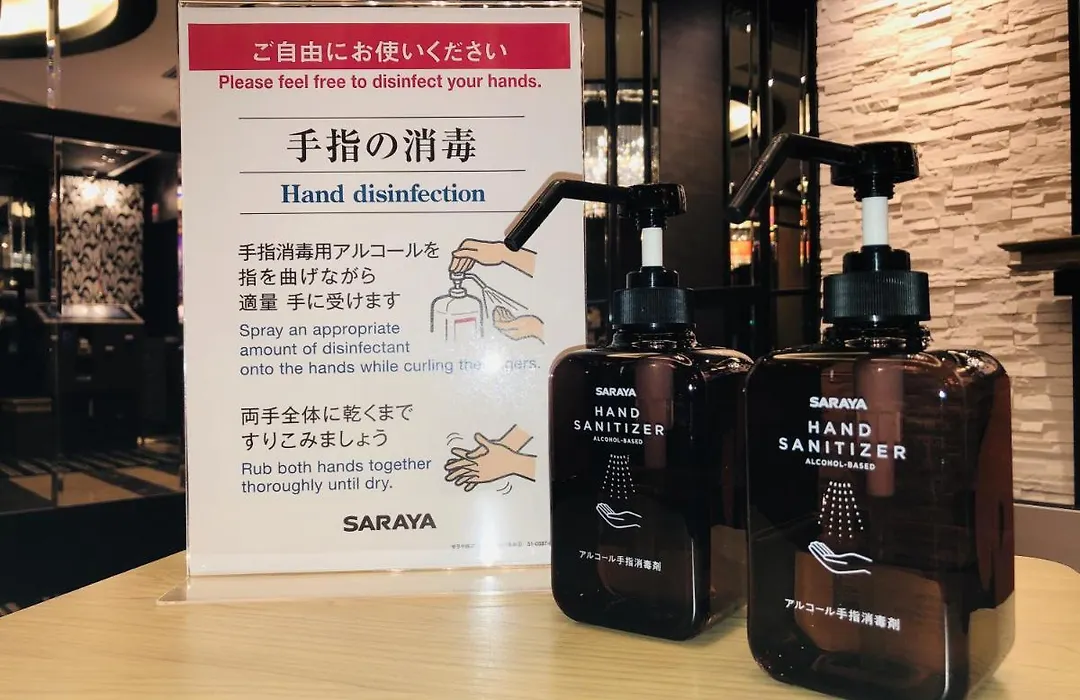 ご自由にお使いください
Please feel free to disinfect your hands.
手指の消毒
Hand disinfection
手指消毒用アルコールを
指を曲げながら
適量 手に受けます
Spray an appropriate
amount of disinfectant
onto the hands while curling the
両手全体に乾くまで
すりこみましょう
Rub both hands together
thoroughly until dry.
SARAYA
SARAYA
HAND
SANITIZER
ALCOHOL-BASED
アルコール手指消毒剤
SARAYA
HAND
SANITIZER
ALCOHOL-BASED
アルコール手指消毒剤